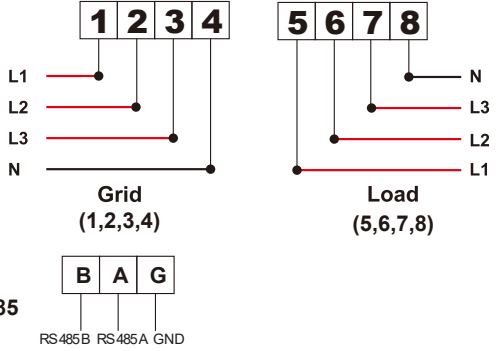 1 2 3 4
L1
L2
L3
N
Grid
(1,2,3,4)
5 6 7 8
N
L3
L2
L1
Load
(5,6,7,8)
B A G
85
RS485B RS485A GND